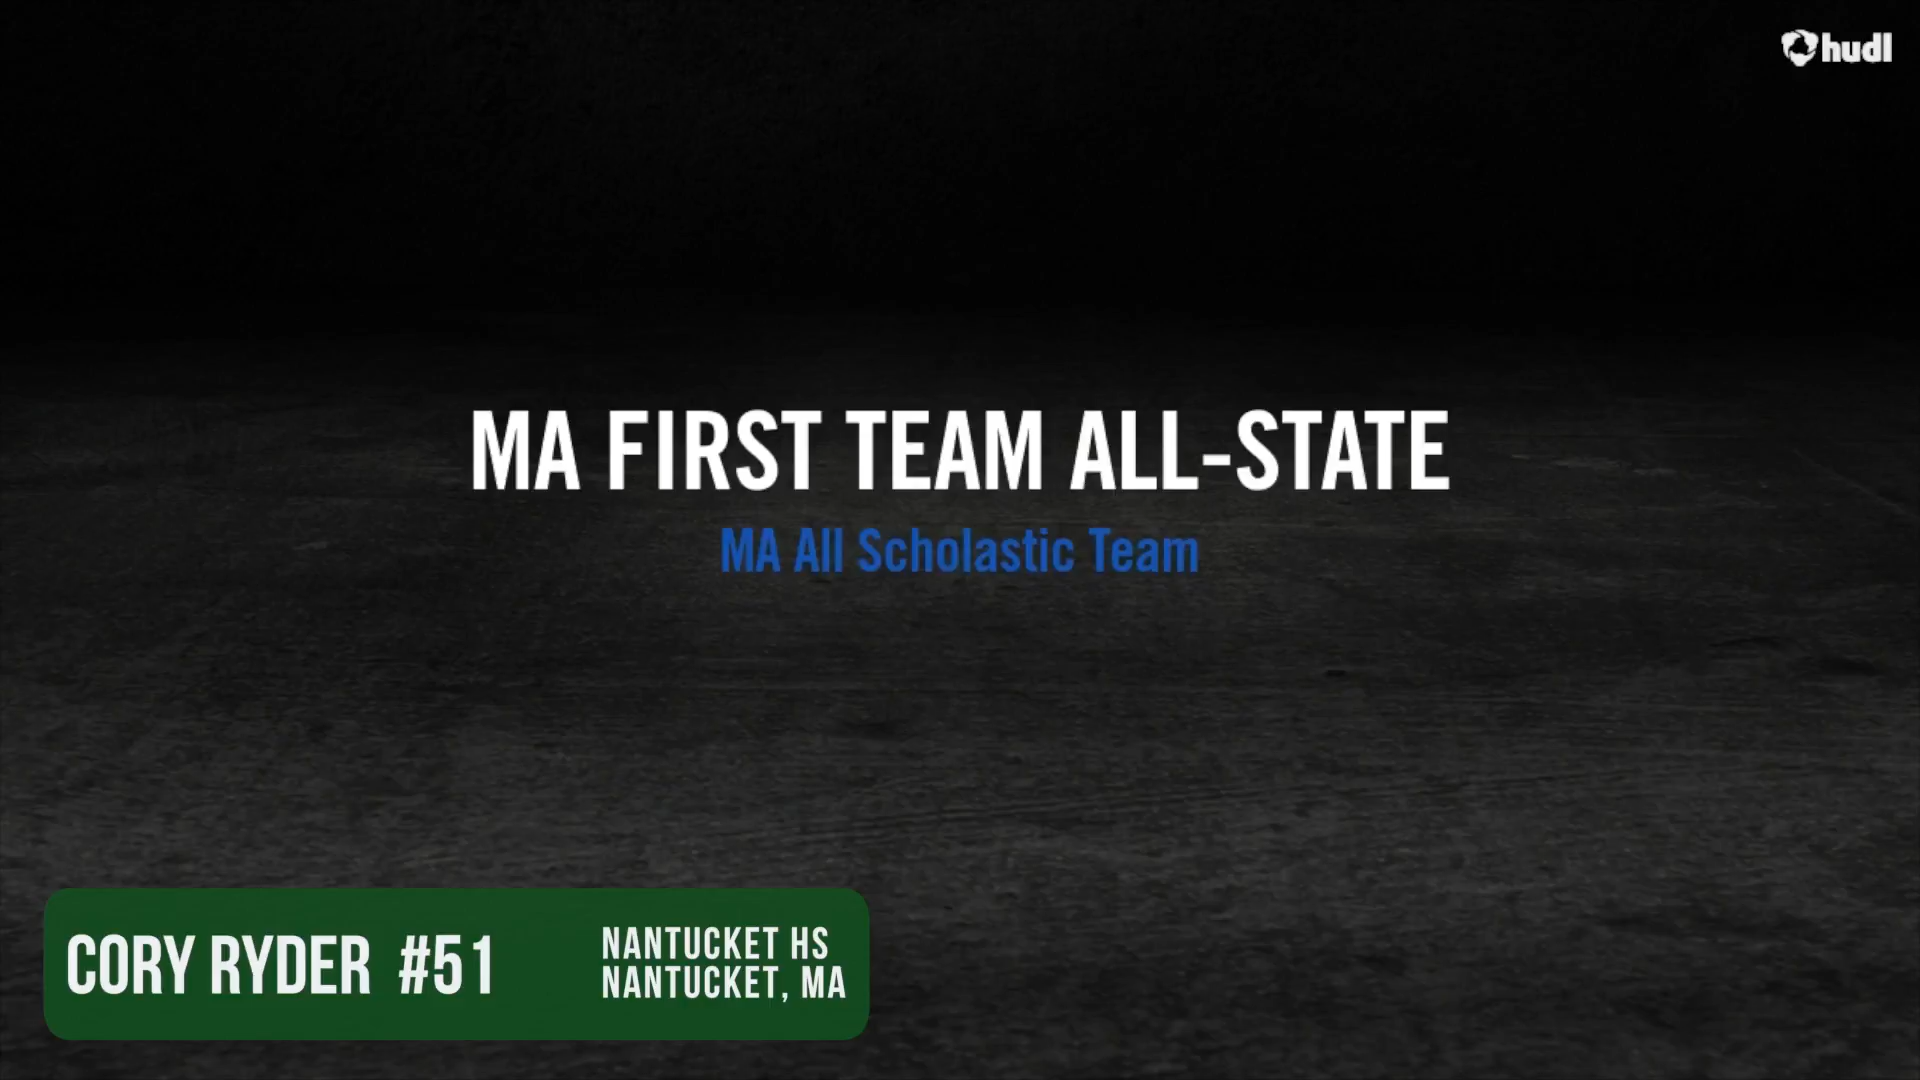 hudl
MA FIRST TEAM ALL-STATE
MA All Scholastic Team
CORY RYDER #51
NANTUCKET HS
NANTUCKET, MA